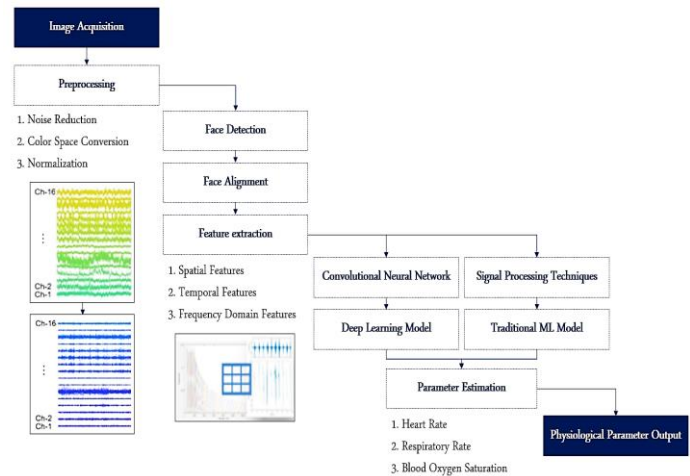 Image Acquisition
Preprocessing
1. Noise Reduction
2. Color Space Conversion
3. Normalization
Ch-16
Ch-2
Ch-1
Ch-16
Ch-2
Ch-1
Face Detection
Face Alignment
Feature extraction
1. Spatial Features
2. Temporal Features
3. Frequency Domain Features
Convolutional Neural Network
Signal Processing Techniques
Deep Learning Model
Traditional ML Model
Parameter Estimation
1. Heart Rate
2. Respiratory Rate
3. Blood Oxygen Saturation
Physiological Parameter Output